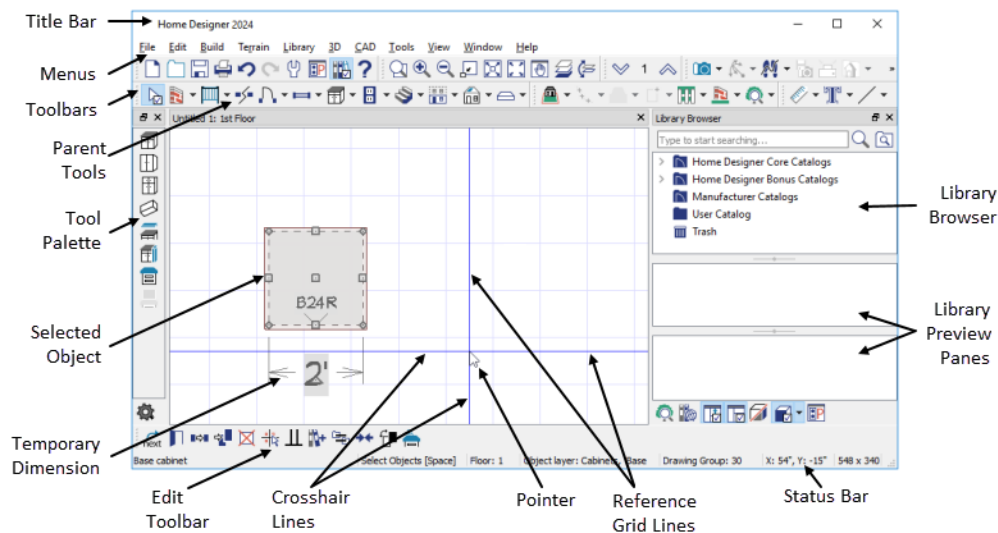 Title Bar
Home Designer 2024
File Edit Build Terrain Library 3D CAD Tools View Window Help
Menus
1
Toolbars
Untitled 1: 1st Floor
Library Browser
Parent
Tools
Type to start searching...
Home Designer Core Catalogs
Home Designer Bonus Catalogs
Manufacturer Catalogs
User Catalog
Trash
Library
Browser
Tool
Palette
B24R
Selected
Object
Library
Preview
Panes
2'
Temporary
Dimension
next
Base cabinet Select Objects [Space] Floor: 1 Object layer: Cabinets, Base Drawing Group: 30 X: 54", Y: -15" 548 x 340
Edit
Toolbar
Crosshair
Lines
Pointer
Reference
Grid Lines
Status Bar